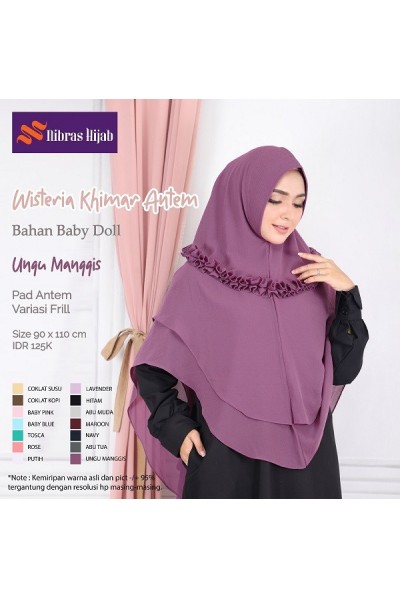 Nibras Hijab
Wisteria Khimar Autem
Bahan Baby Doll
Ungu Manggis
Pad Antem
Variasi Frill
Size 90 x 110 cm
IDR 125K
COKLAT SUSU
COKLAT KOPI
BABY PINK
BABY BLUE
TOSCA
ROSE
PUTIH
LAVENDER
HITAM
ABU MUDA
MAROON
NAVY
ABU TUA
UNGU MANGGIS
*Note : Kemiripan warna asli dan pict -/+ 95%
tergantung dengan resolusi hp masing-masing.